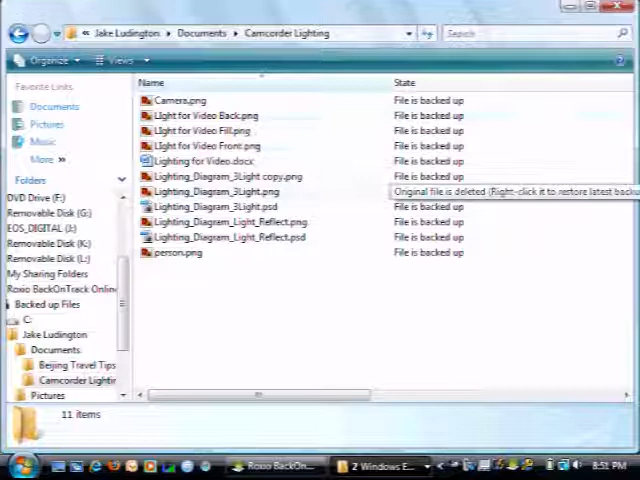 Jake Ludington Documents Camcorder Lighting
Search
Organize Views
Favorite Links
Documents
Pictures
Music
More
Folders
DVD Drive (F:)
Removable Disk (G:)
EOS_DIGITAL (J:)
Removable Disk (K:)
Removable Disk (L:)
My Sharing Folders
Roxio BackOnTrack Online
Backed up Files
C:
Jake Ludington
Documents
Beijing Travel Tips
Camcorder Lightin
Pictures
Name State
Camera.png File is backed up
LIght for Video Back.png File is backed up
LIght for Video Fill.png File is backed up
LIght for Video Front.png File is backed up
Lighting for Video.docx File is backed up
Lighting_Diagram_3Light copy.png File is backed up
Lighting_Diagram_3Light.png Original file is deleted (Right-click it to restore latest backu
Lighting_Diagram_3Light.psd File is backed up
Lighting_Diagram_Light_Reflect.png File is backed up
Lighting_Diagram_Light_Reflect.psd File is backed up
person.png File is backed up
11 items
Roxio BackOn... 2 Windows E... 8:51 PM